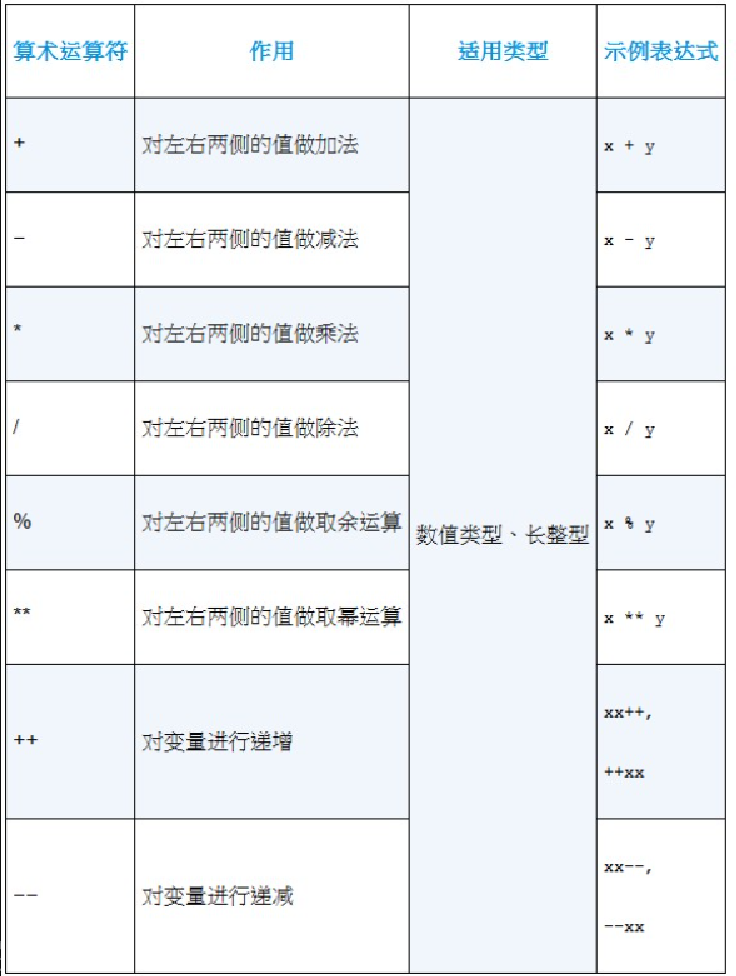 算术运算符 作用 适用类型 示例表达式
+ 对左右两侧的值做加法 x + y
- 对左右两侧的值做减法 x - y
* 对左右两侧的值做乘法 x * y
/ 对左右两侧的值做除法 x / y
% 对左右两侧的值做取余运算 数值类型、长整型 x % y
** 对左右两侧的值做取幂运算 x ** y
++ 对变量进行递增 xx++,
++xx
-- 对变量进行递减 xx--,
--xx